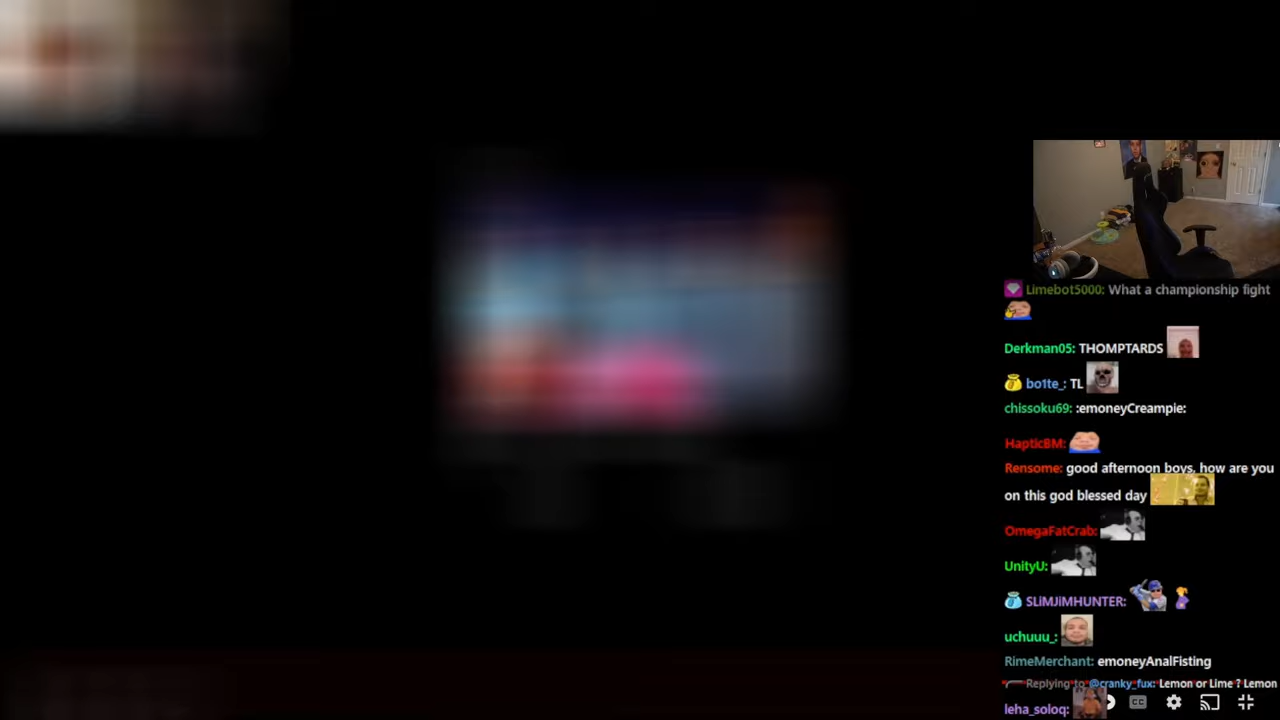 Limebot5000: What a championship fight
Derkman05: THOMPTARDS
bo1te_: TL
chissoku69: :emoneyCreampie:
HapticBM:
Rensome: good afternoon boys, how are you
on this god blessed day
OmegaFatCrab:
UnityU:
SLiMJiMHUNTER:
uchuuu_:
RimeMerchant: emoneyAnalFisting
Replying to @cranky_fux: Lemon or Lime ? Lemon
leha_soloq:
CC